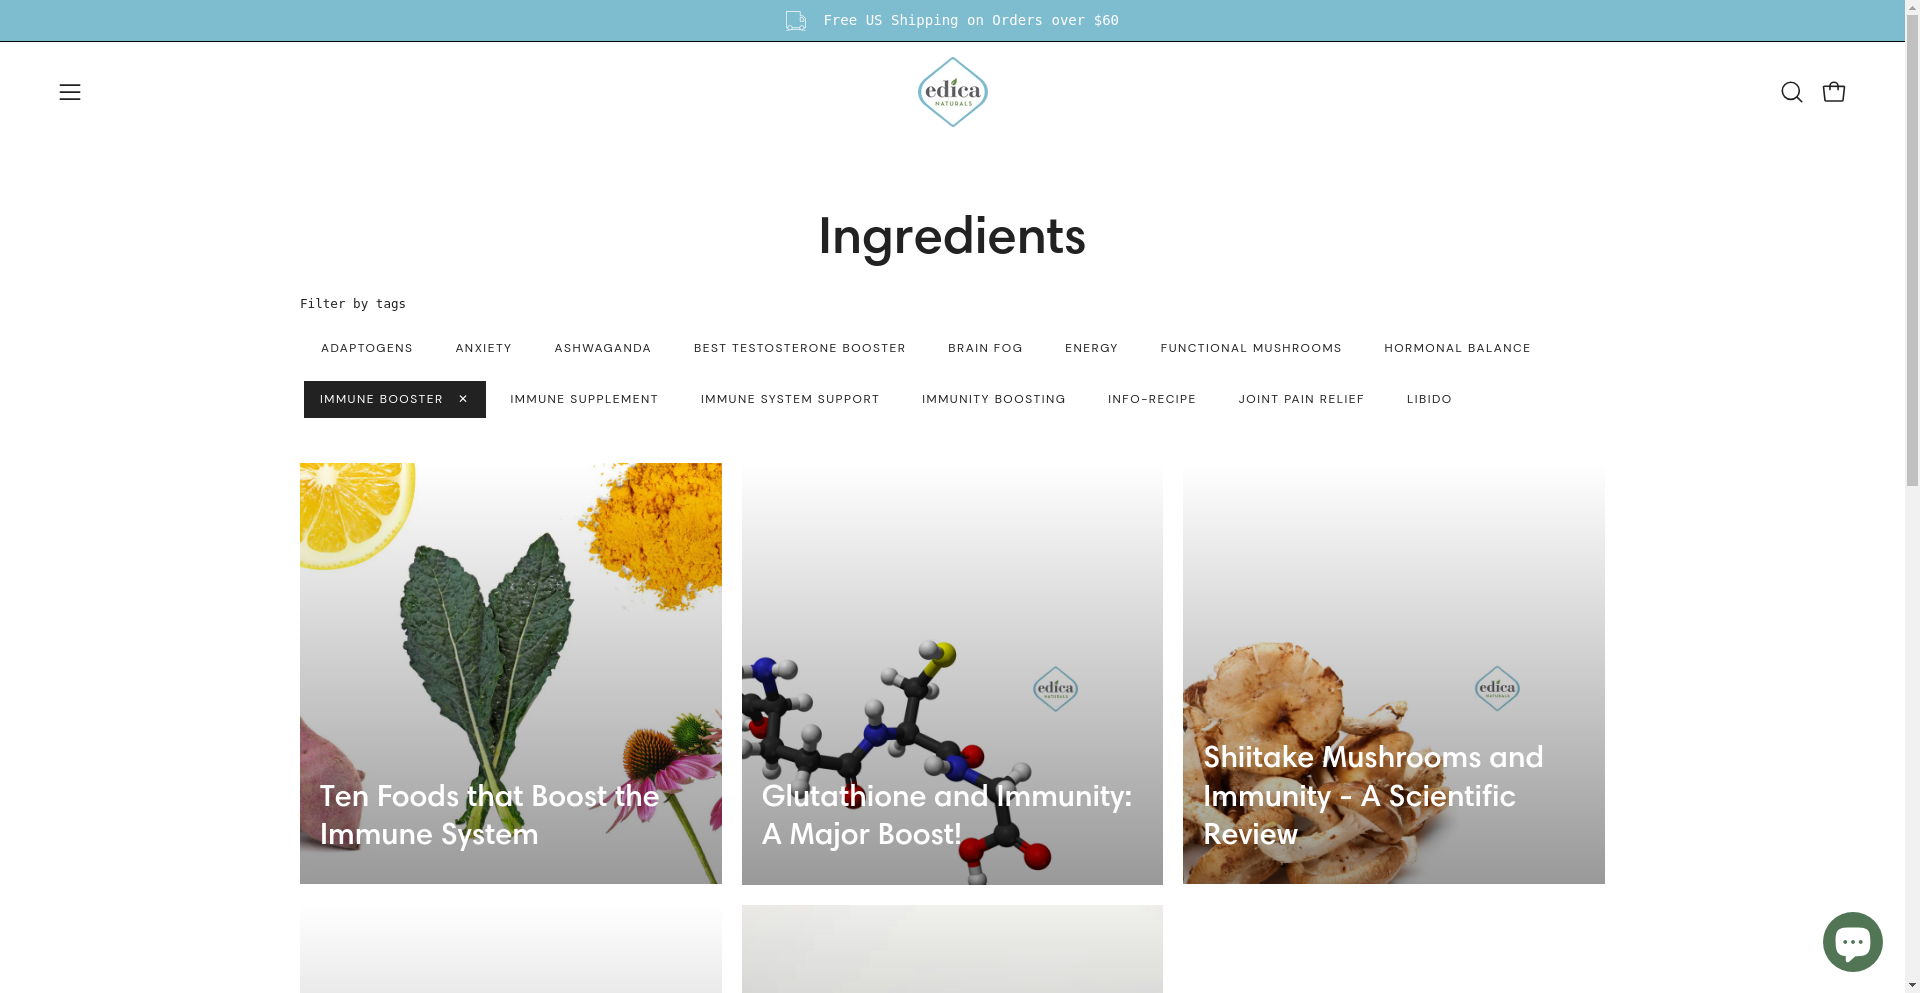 Free US Shipping on Orders over $60
edica
NATURALS
Ingredients
Filter by tags
ADAPTOGENS ANXIETY ASHWAGANDA BEST TESTOSTERONE BOOSTER BRAIN FOG ENERGY FUNCTIONAL MUSHROOMS HORMONAL BALANCE
IMMUNE BOOSTER × IMMUNE SUPPLEMENT IMMUNE SYSTEM SUPPORT IMMUNITY BOOSTING INFO-RECIPE JOINT PAIN RELIEF LIBIDO
Ten Foods that Boost the
Immune System
edica
NATURALS
Glutathione and Immunity:
A Major Boost!
edica
NATURALS
Shiitake Mushrooms and
Immunity - A Scientific
Review